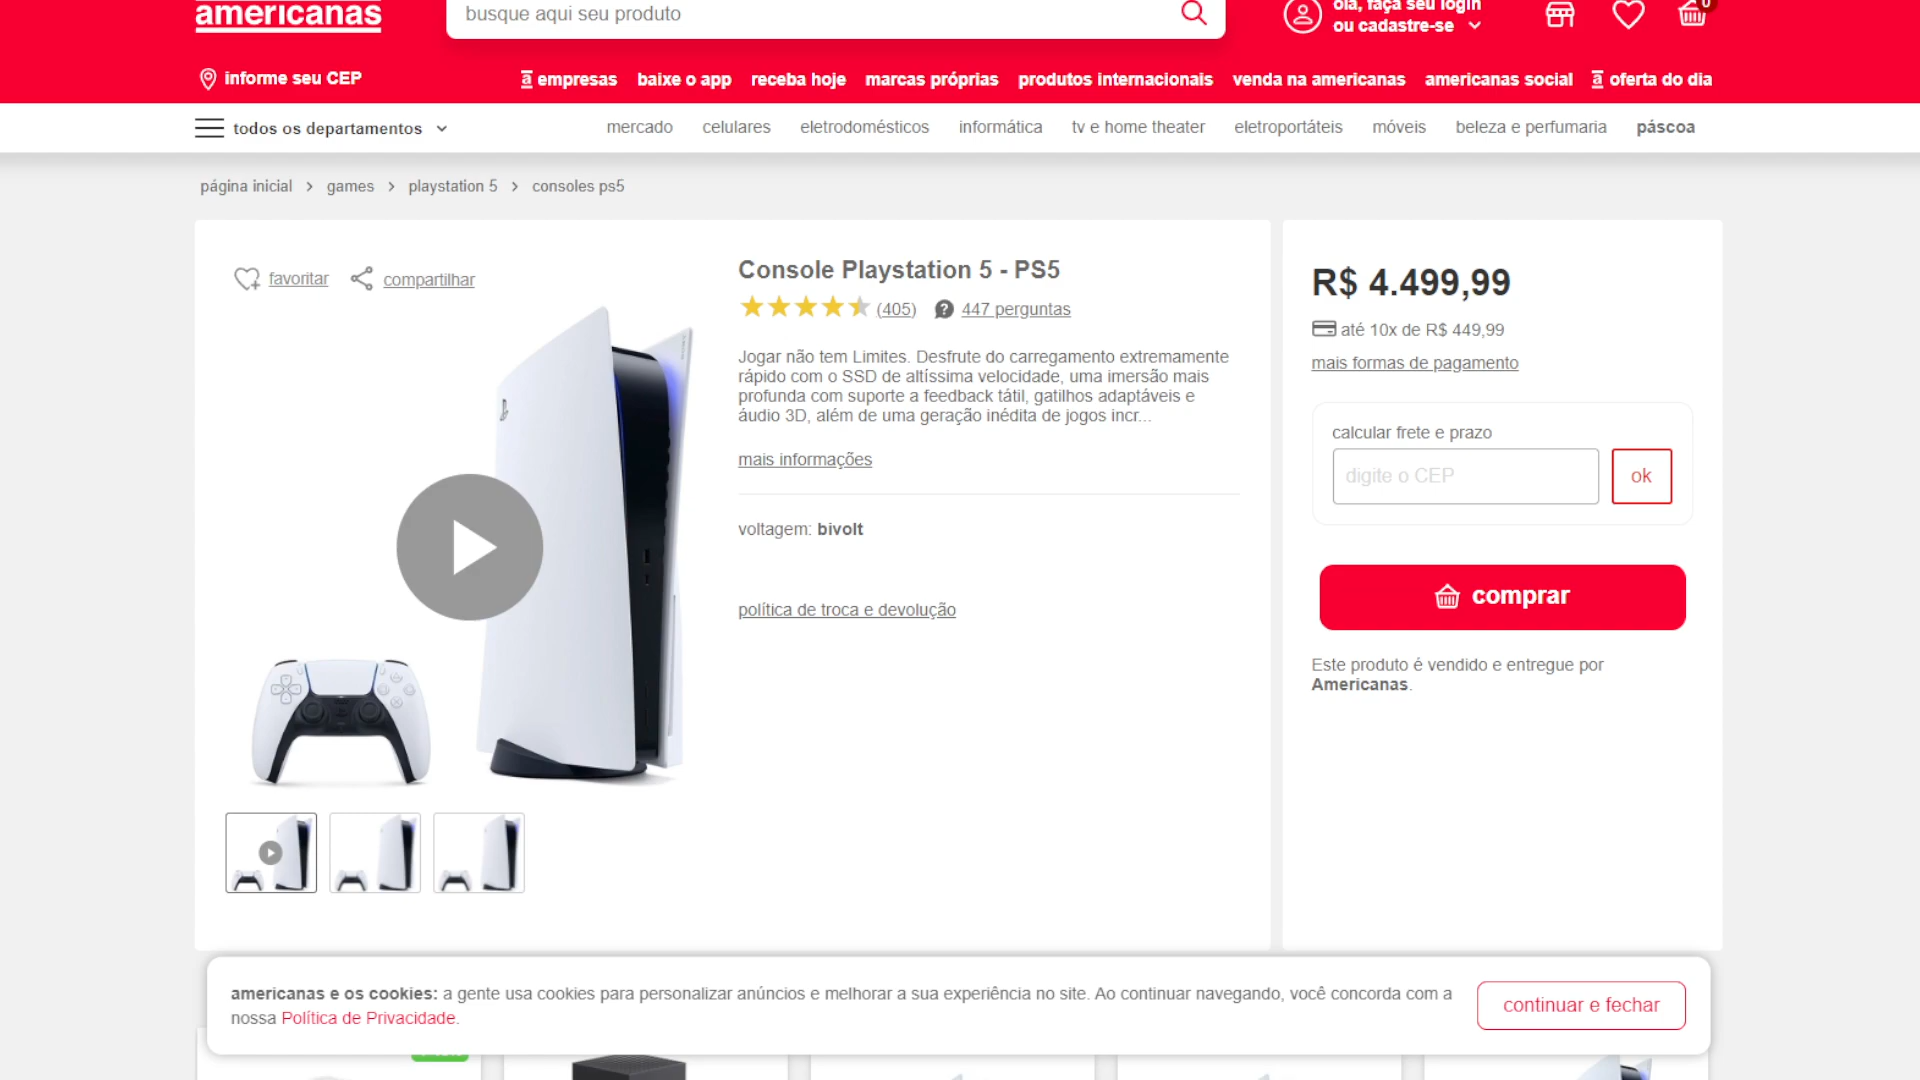 americanas
busque aqui seu produto
olá, faça seu login
ou cadastre-se
0
informe seu CEP
a empresas
baixe o app
receba hoje
marcas próprias
produtos internacionais
venda na americanas
americanas social
a oferta do dia
todos os departamentos
mercado
celulares
eletrodomésticos
informática
tv e home theater
eletroportáteis
móveis
beleza e perfumaria
páscoa
página inicial > games > playstation 5 > consoles ps5
favoritar
compartilhar
Console Playstation 5 - PS5
(405)
447 perguntas
Jogar não tem Limites. Desfrute do carregamento extremamente
rápido com o SSD de altíssima velocidade, uma imersão mais
profunda com suporte a feedback tátil, gatilhos adaptáveis e
áudio 3D, além de uma geração inédita de jogos incr...
mais informações
voltagem: bivolt
política de troca e devolução
R$ 4.499,99
até 10x de R$ 449,99
mais formas de pagamento
calcular frete e prazo
digite o CEP
ok
comprar
Este produto é vendido e entregue por
Americanas.
americanas e os cookies: a gente usa cookies para personalizar anúncios e melhorar a sua experiência no site. Ao continuar navegando, você concorda com a
nossa Política de Privacidade.
continuar e fechar